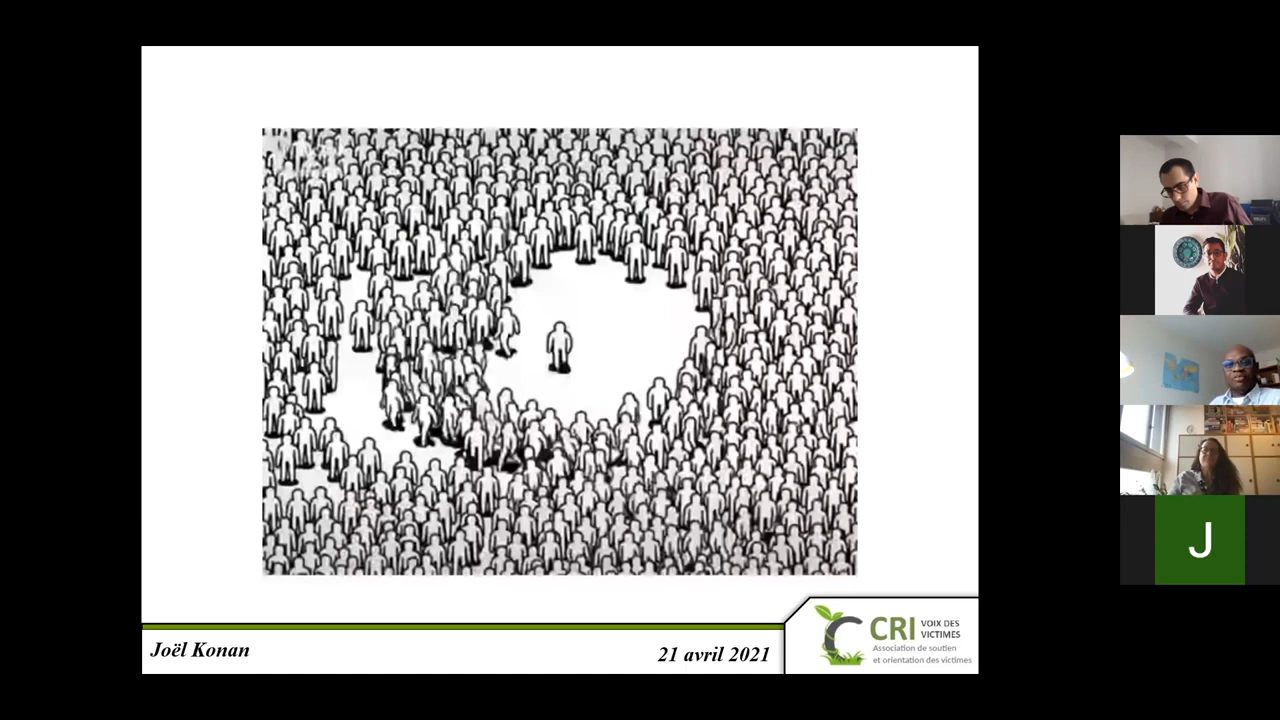 Joël Konan
21 avril 2021
CRI VOIX DES
VICTIMES
Association de soutien
et orientation des victimes
J